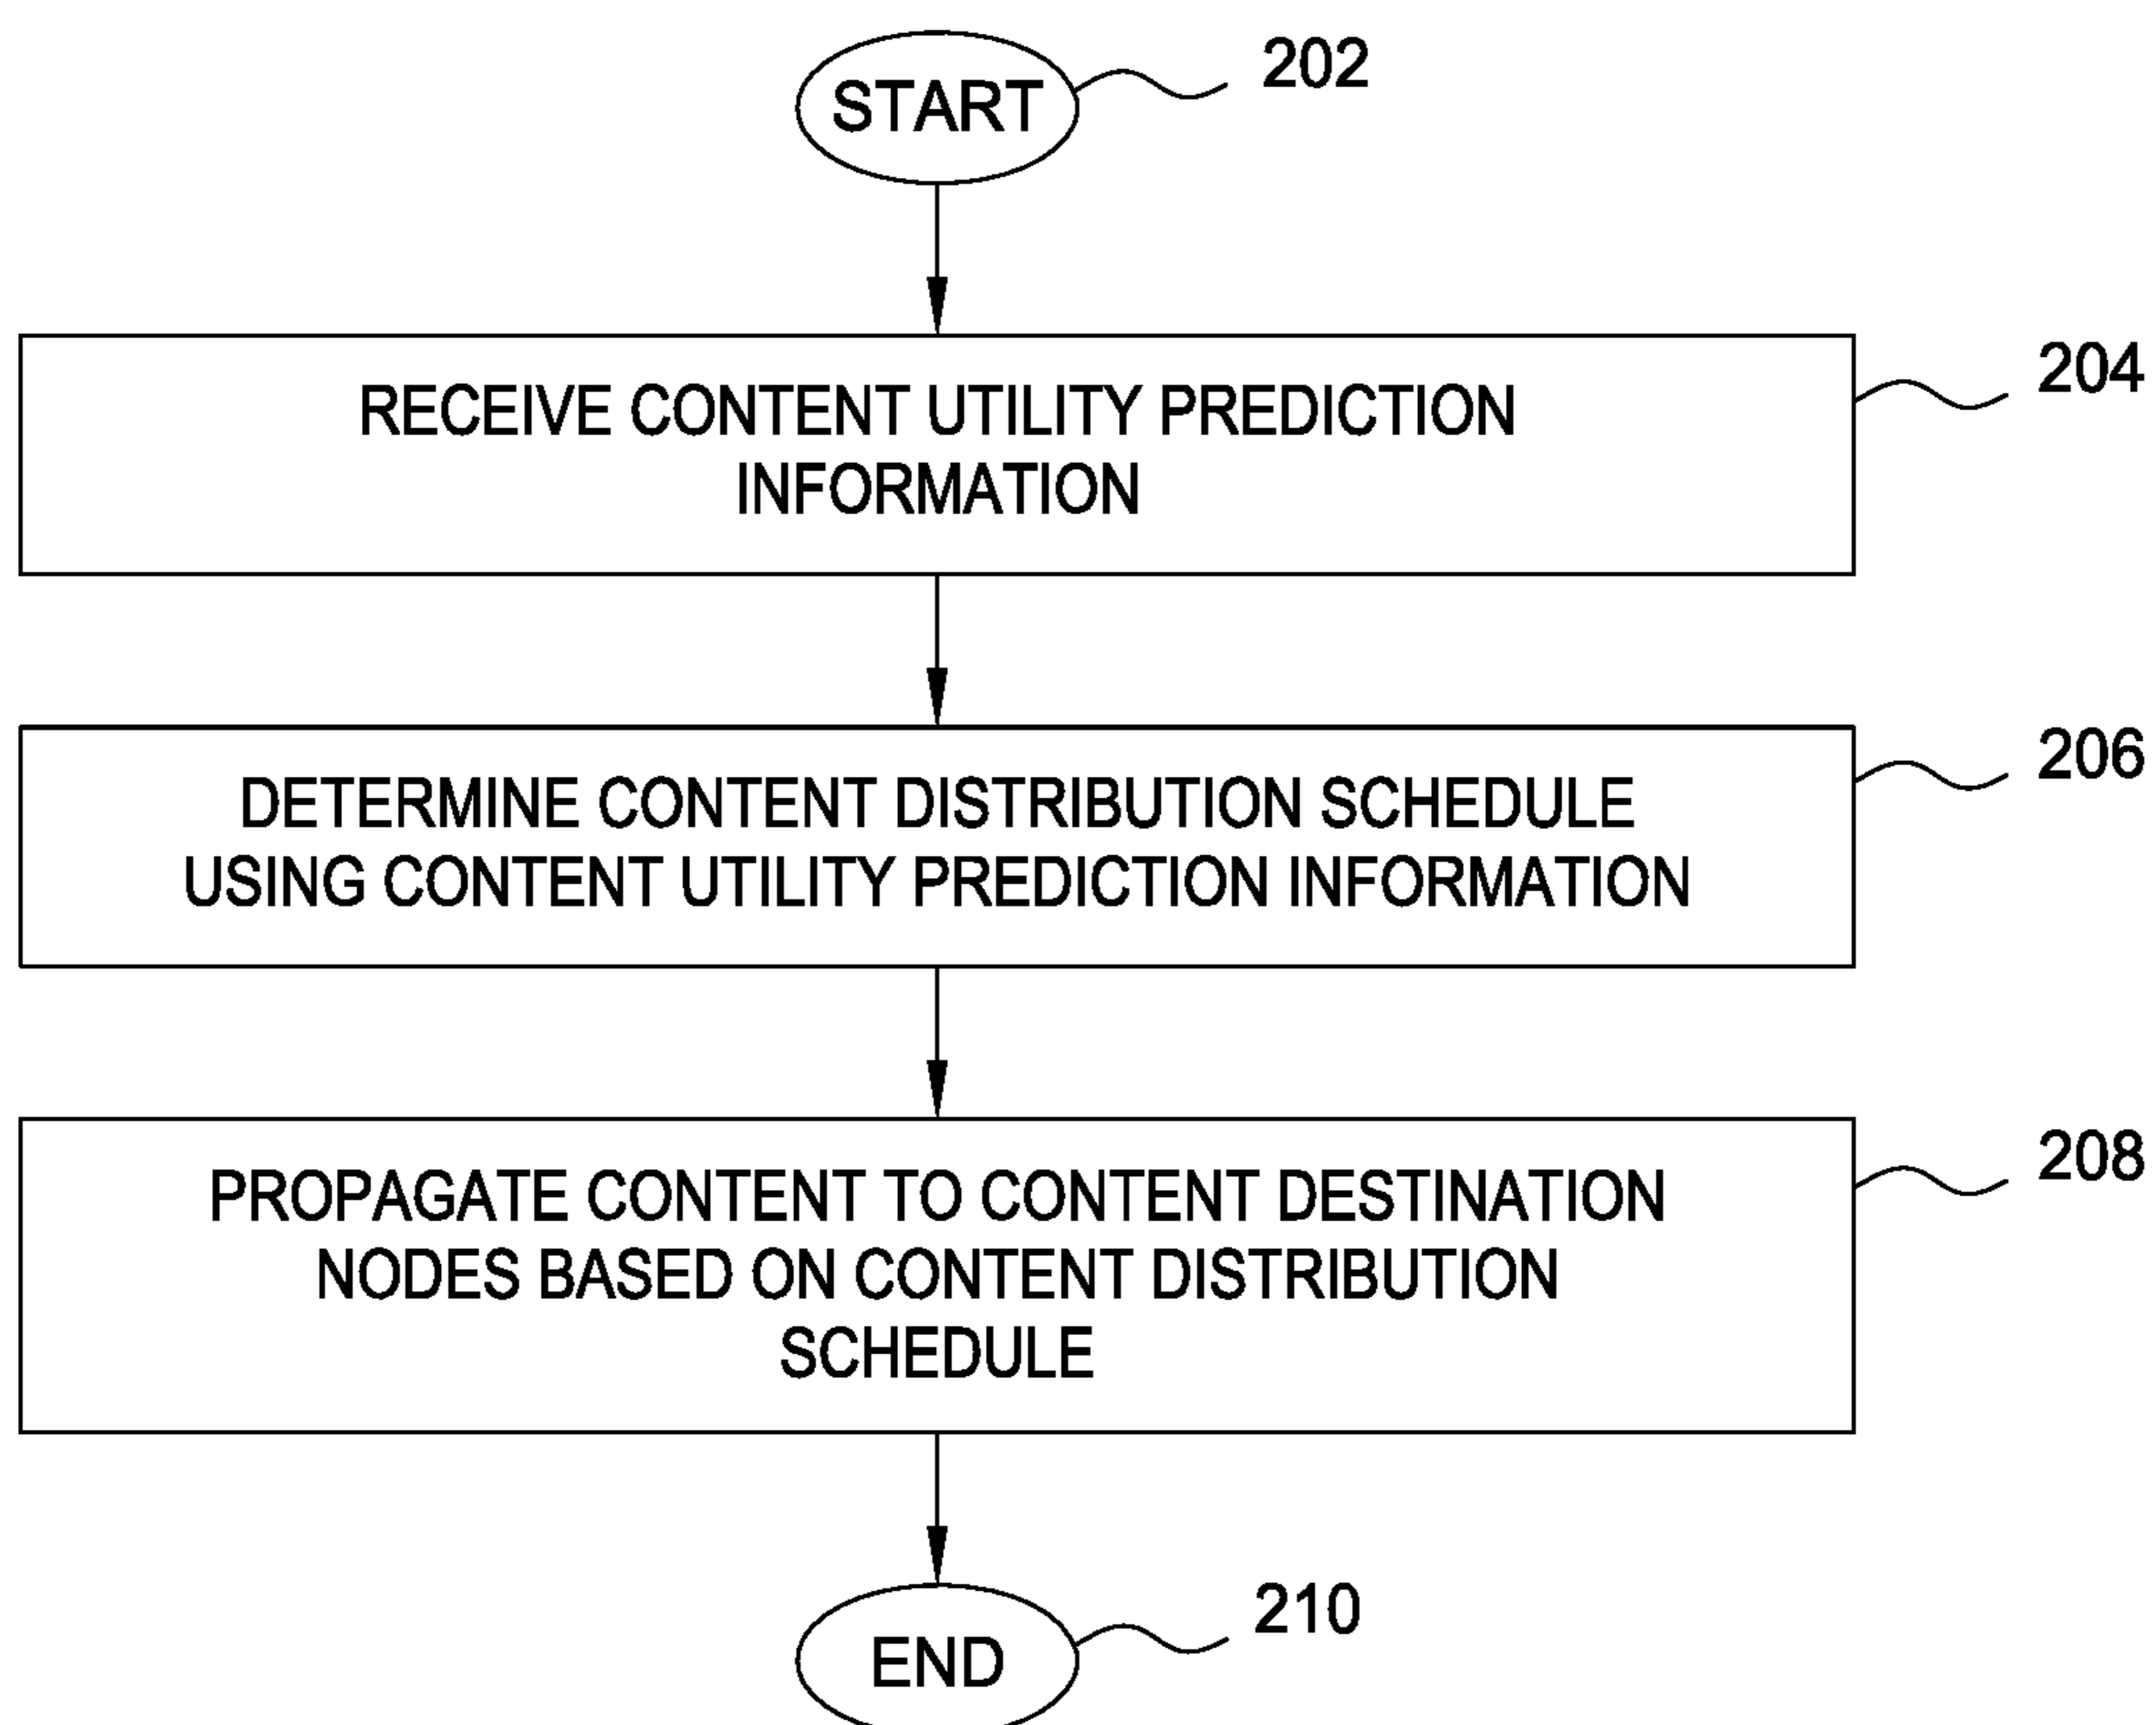 START
202
RECEIVE CONTENT UTILITY PREDICTION
INFORMATION
204
DETERMINE CONTENT DISTRIBUTION SCHEDULE
USING CONTENT UTILITY PREDICTION INFORMATION
206
PROPAGATE CONTENT TO CONTENT DESTINATION
NODES BASED ON CONTENT DISTRIBUTION
SCHEDULE
208
END
210